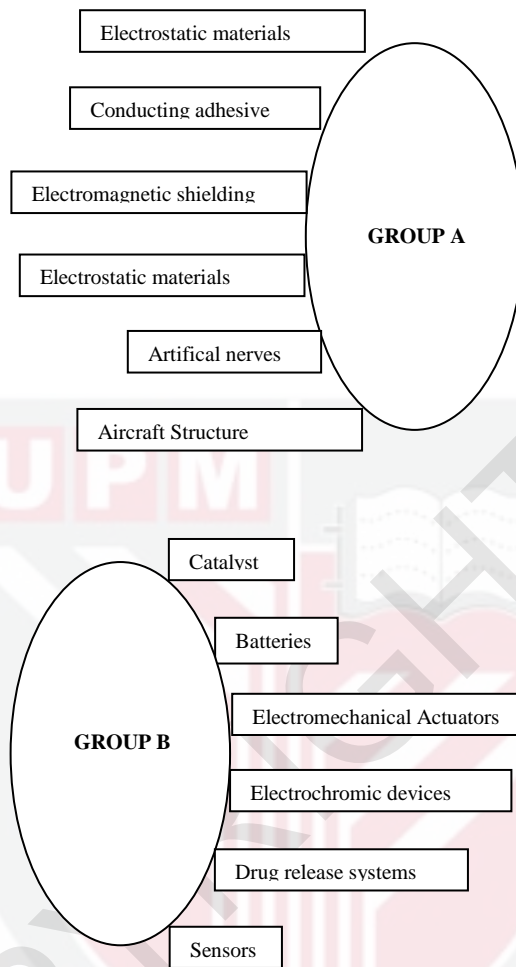 Electrostatic materials
Conducting adhesive
Electromagnetic shielding
GROUP A
Electrostatic materials
Artifical nerves
Aircraft Structure
UPM
Catalyst
Batteries
Electromechanical Actuators
GROUP B
Electrochromic devices
Drug release systems
Sensors